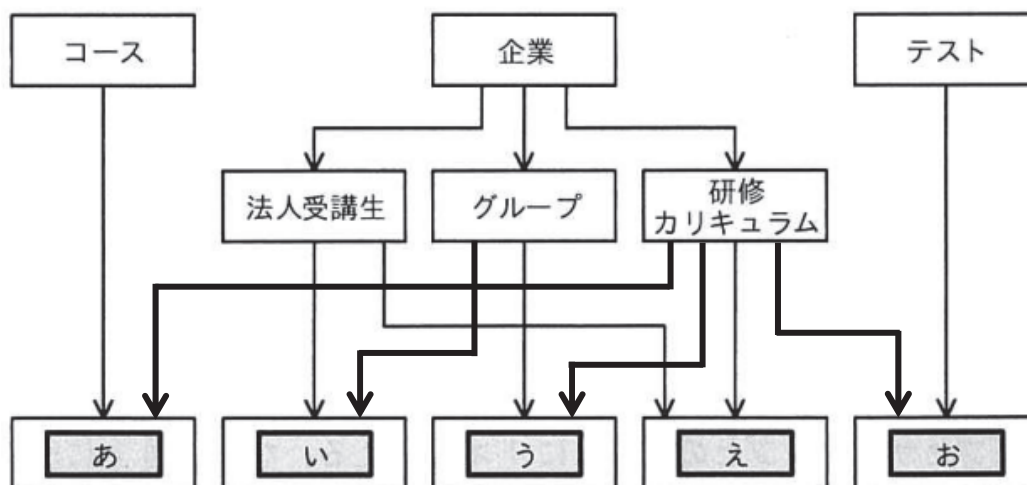 コース
企業
テスト
法人受講生
グループ
研修
カリキュラム
あ
い
う
え
お